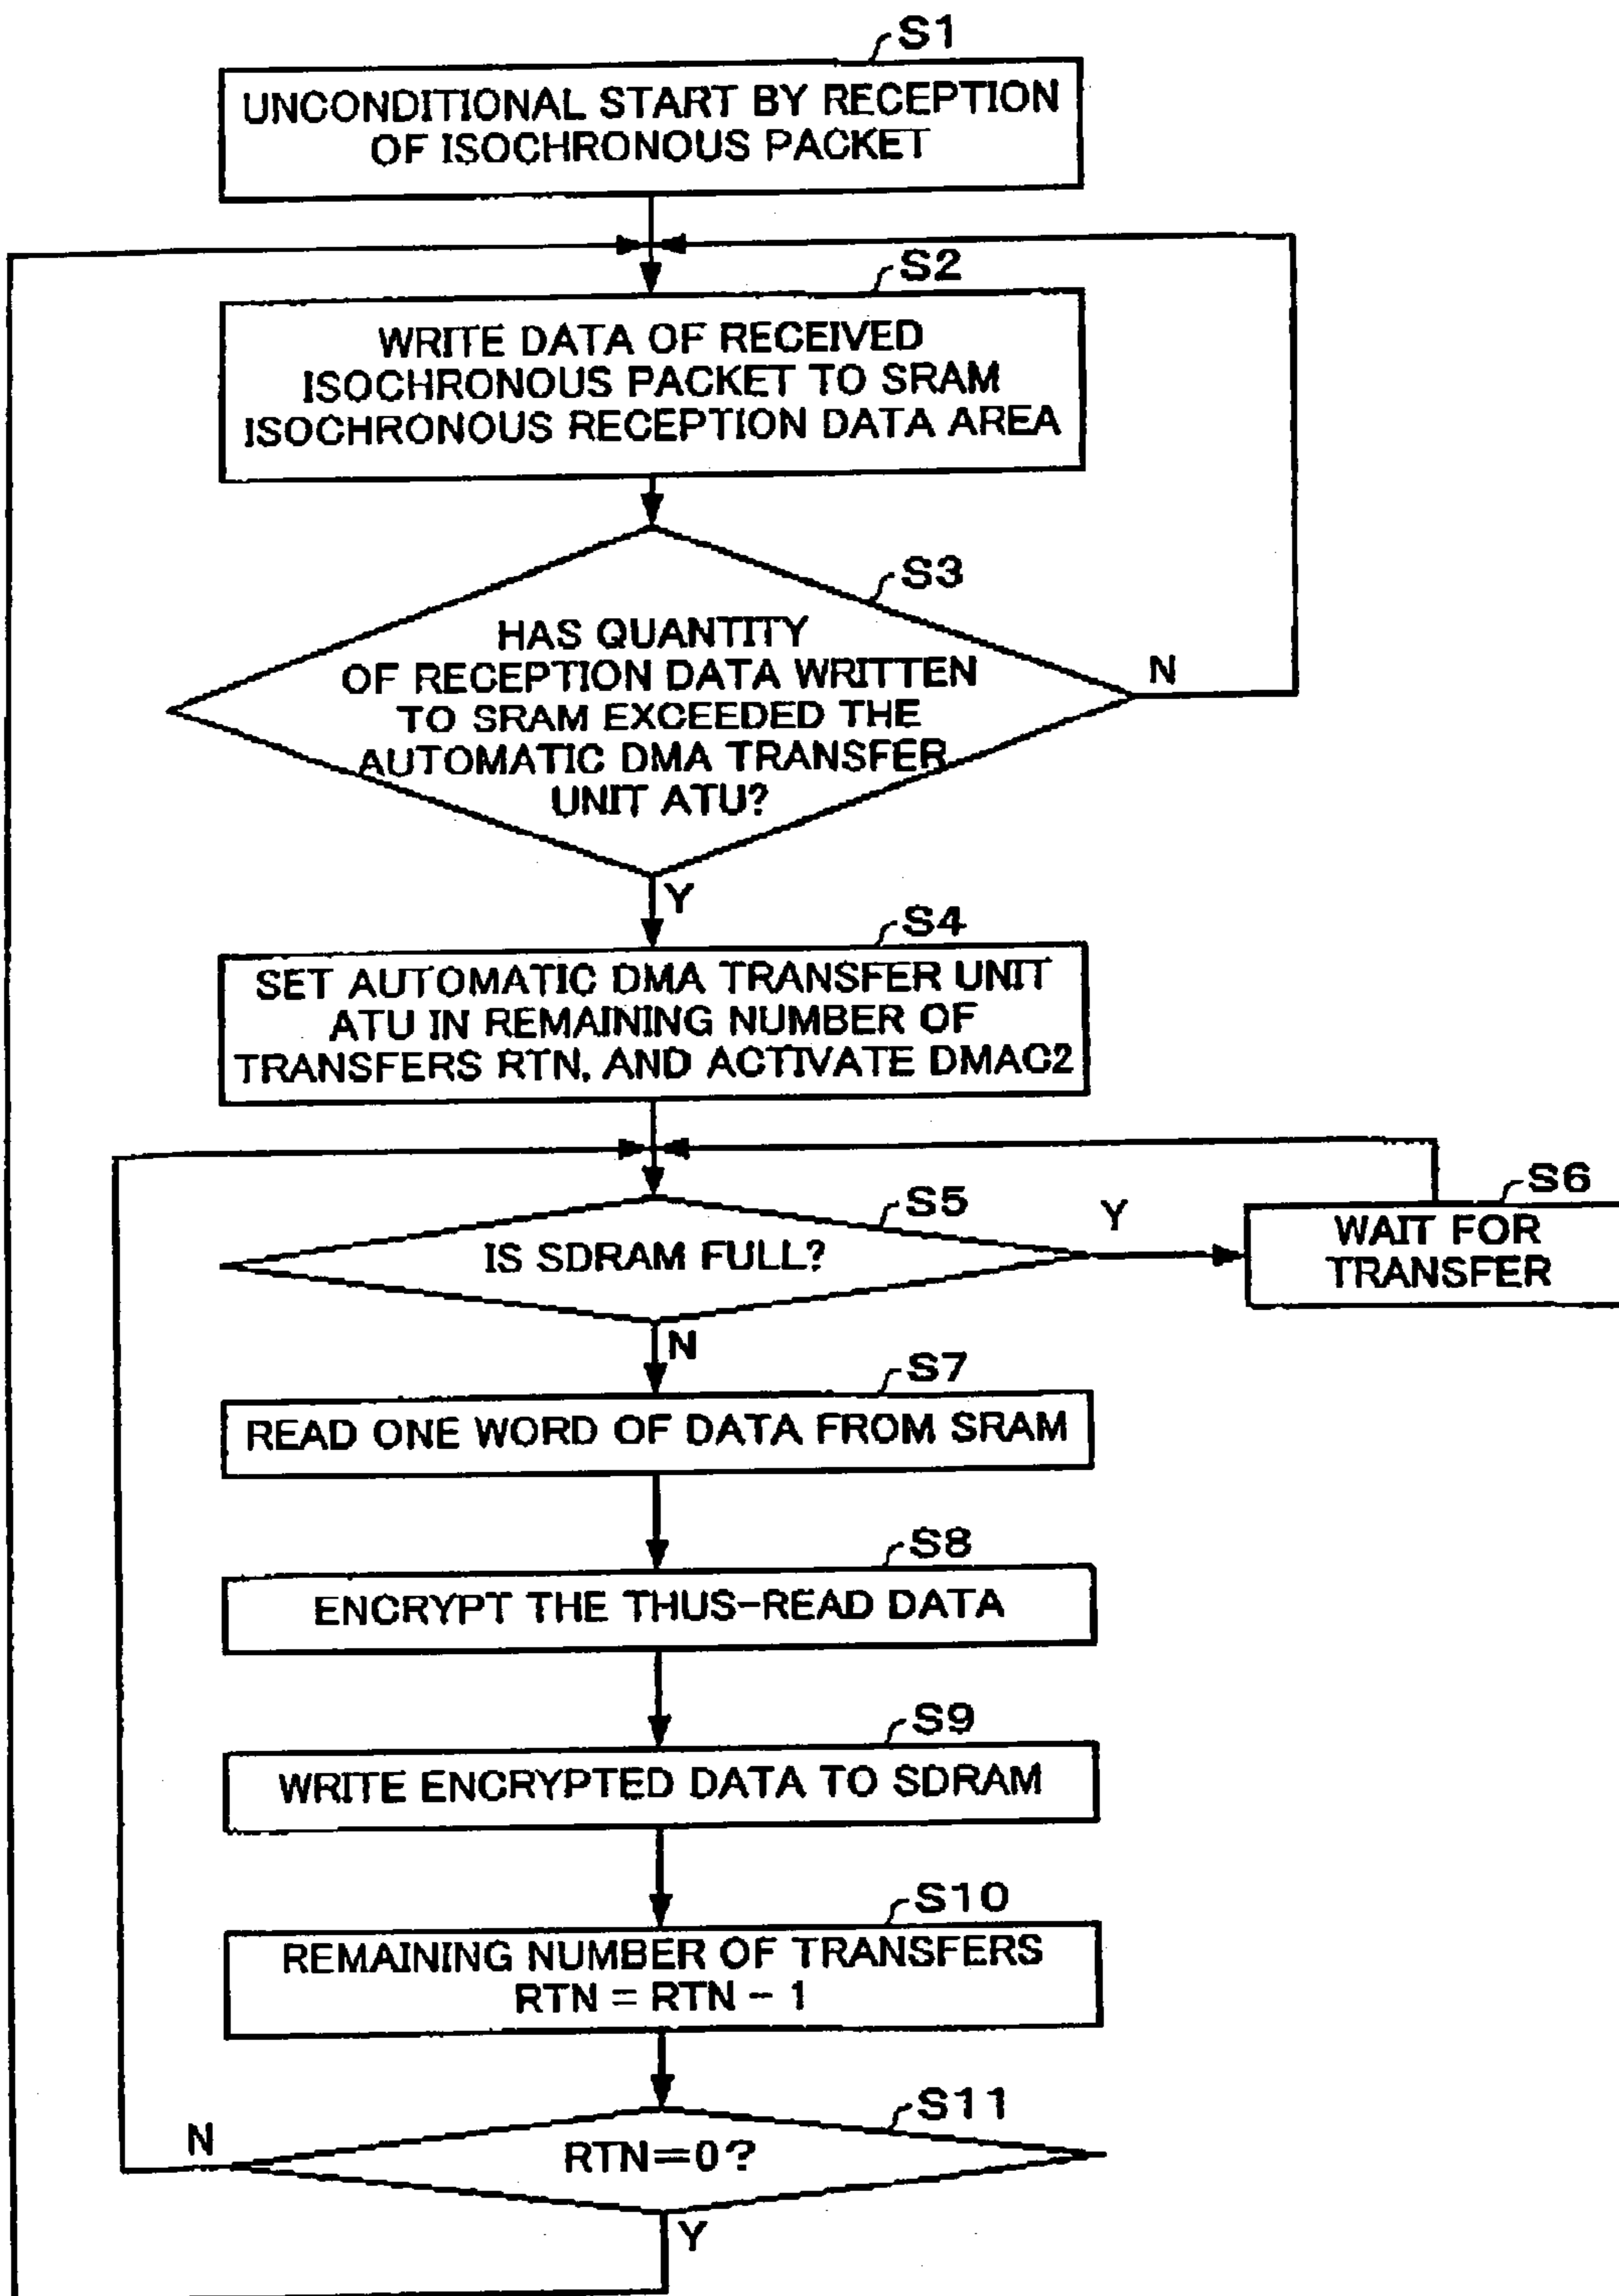 S1
UNCONDITIONAL START BY RECEPTION
OF ISOCHRONOUS PACKET
S2
WRITE DATA OF RECEIVED
ISOCHRONOUS PACKET TO SRAM
ISOCHRONOUS RECEPTION DATA AREA
S3
HAS QUANTITY
OF RECEPTION DATA WRITTEN
TO SRAM EXCEEDED THE
AUTOMATIC DMA TRANSFER
UNIT ATU?
N
Y
S4
SET AUTOMATIC DMA TRANSFER UNIT
ATU IN REMAINING NUMBER OF
TRANSFERS RTN, AND ACTIVATE DMAC2
S5
IS SDRAM FULL?
Y
S6
WAIT FOR
TRANSFER
N
S7
READ ONE WORD OF DATA FROM SRAM
S8
ENCRYPT THE THUS-READ DATA
S9
WRITE ENCRYPTED DATA TO SDRAM
S10
REMAINING NUMBER OF TRANSFERS
RTN = RTN - 1
S11
N
RTN=0?
Y